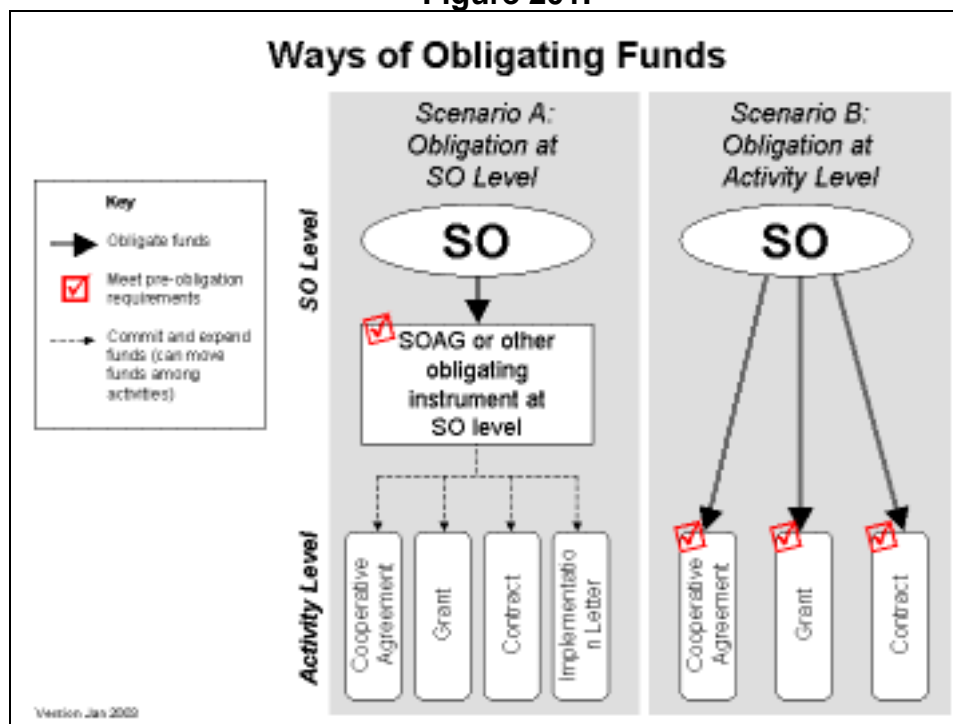 Figure 201I
Ways of Obligating Funds
Scenario A:
Obligation at
SO Level
Scenario B:
Obligation at
Activity Level
Key
Obligate funds
Meet pre-obligation
requirements
Commit and expend
funds (can move
funds among
activities)
SO Level
SO
SO
SOAG or other
obligating
instrument at
SO level
Activity Level
Cooperative
Agreement
Grant
Contract
Implementatio
n Letter
Cooperative
Agreement
Grant
Contract
Version Jan 2003